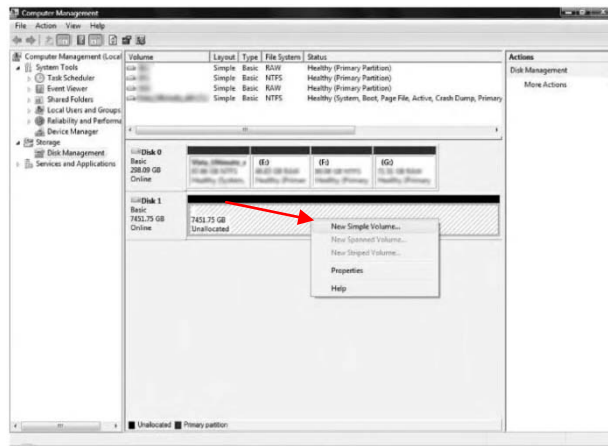 Computer Management
File Action View Help
Computer Management (Local
System Tools
Task Scheduler
Event Viewer
Shared Folders
Local Users and Groups
Reliability and Performa
Device Manager
Storage
Disk Management
Services and Applications
Volume Layout Type File System Status
Simple Basic RAW Healthy (Primary Partition)
Simple Basic NTFS Healthy (Primary Partition)
Simple Basic RAW Healthy (Primary Partition)
Simple Basic NTFS Healthy (System, Boot, Page File, Active, Crash Dump, Primary
Actions
Disk Management
More Actions
Disk 0
Basic
298.09 GB
Online
(E:)
(F:)
(G:)
Disk 1
Basic
7451.75 GB
Online
7451.75 GB
Unallocated
New Simple Volume...
New Spanned Volume...
New Striped Volume...
Properties
Help
Unallocated Primary partition